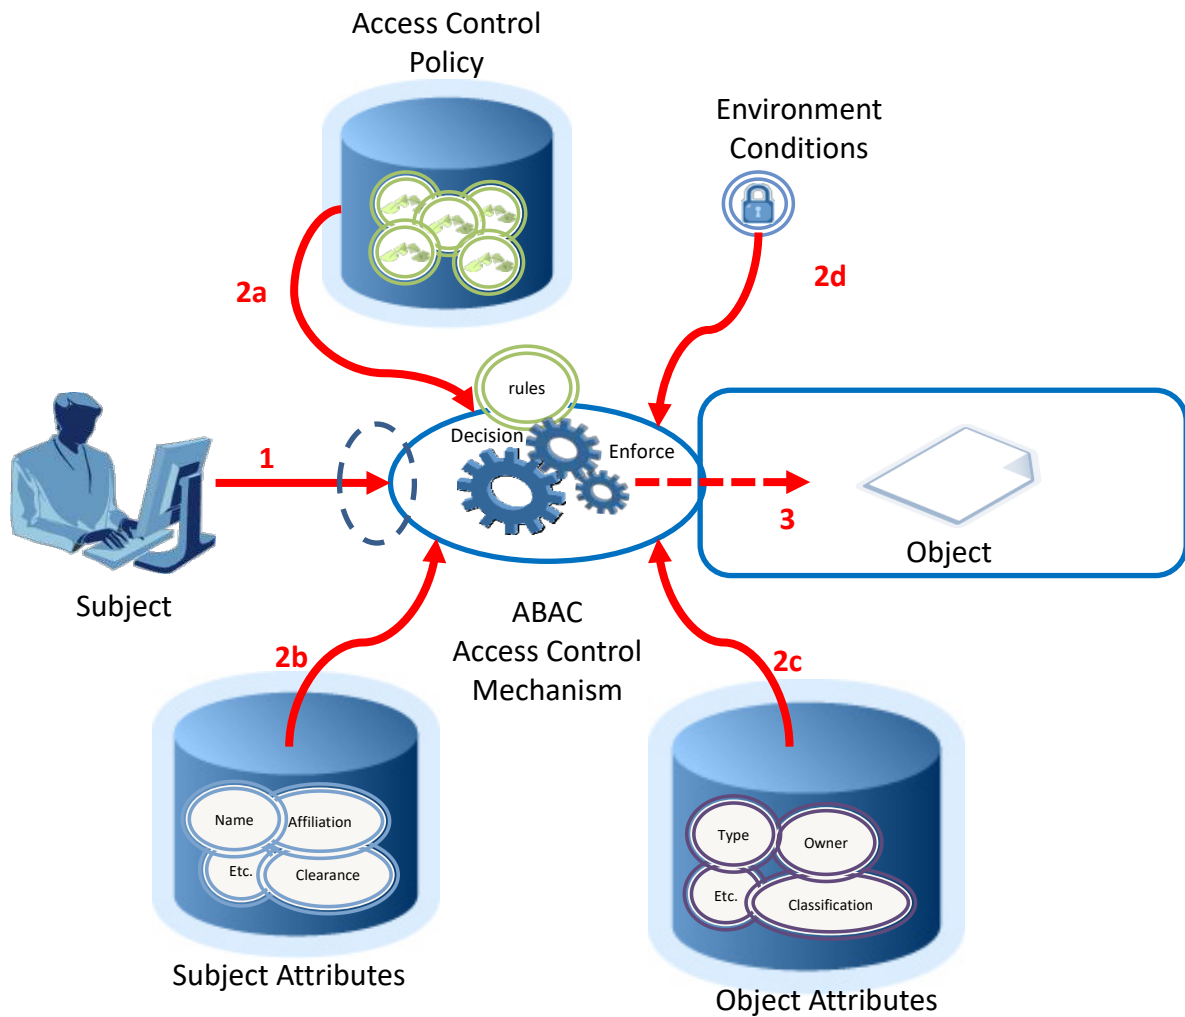 Access Control
Policy
Environment
Conditions
2a
2d
rules
Decision
Enforce
1
3
Object
Subject
ABAC
Access Control
Mechanism
2b
2c
Name
Affiliation
Etc.
Clearance
Type
Owner
Etc.
Classification
Subject Attributes
Object Attributes